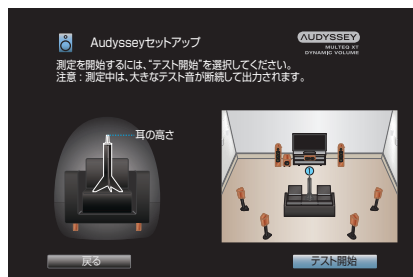 Audysseyセットアップ
AUDYSSEY
MULTEQ XT
DYNAMIC VOLUME
測定を開始するには、“テスト開始”を選択してください。
注意：測定中は、大きなテスト音が断続して出力されます。
耳の高さ
戻る
テスト開始